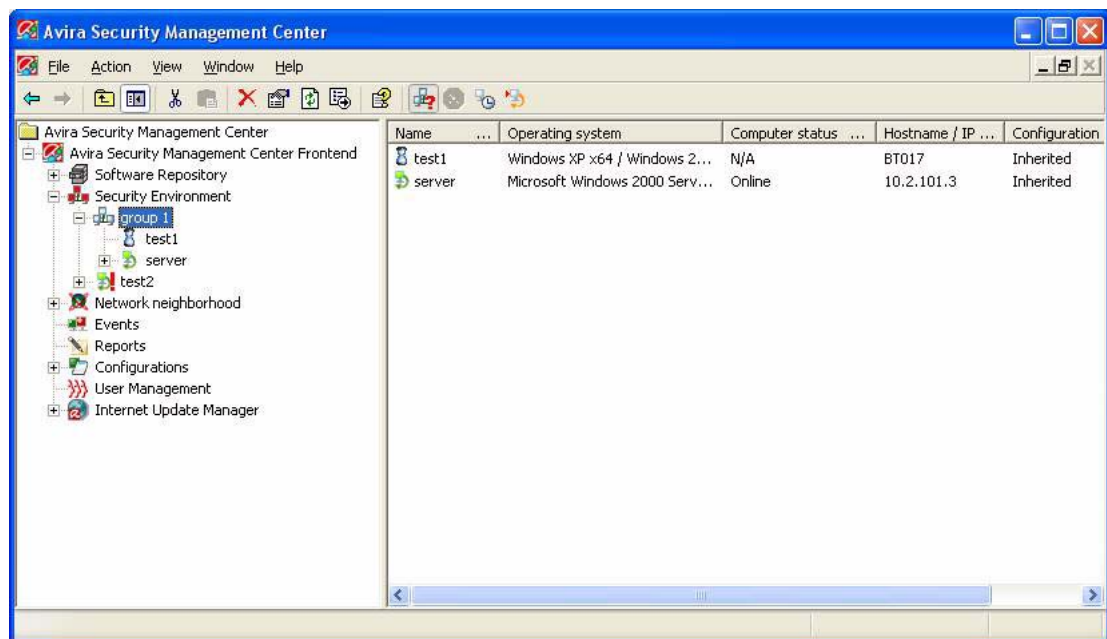 Avira Security Management Center
File Action View Window Help
Avira Security Management Center
Avira Security Management Center Frontend
Software Repository
Security Environment
group 1
test1
server
test2
Network neighborhood
Events
Reports
Configurations
User Management
Internet Update Manager
Name ... Operating system Computer status ... Hostname / IP ... Configuration
test1 Windows XP x64 / Windows 2... N/A BT017 Inherited
server Microsoft Windows 2000 Serv... Online 10.2.101.3 Inherited